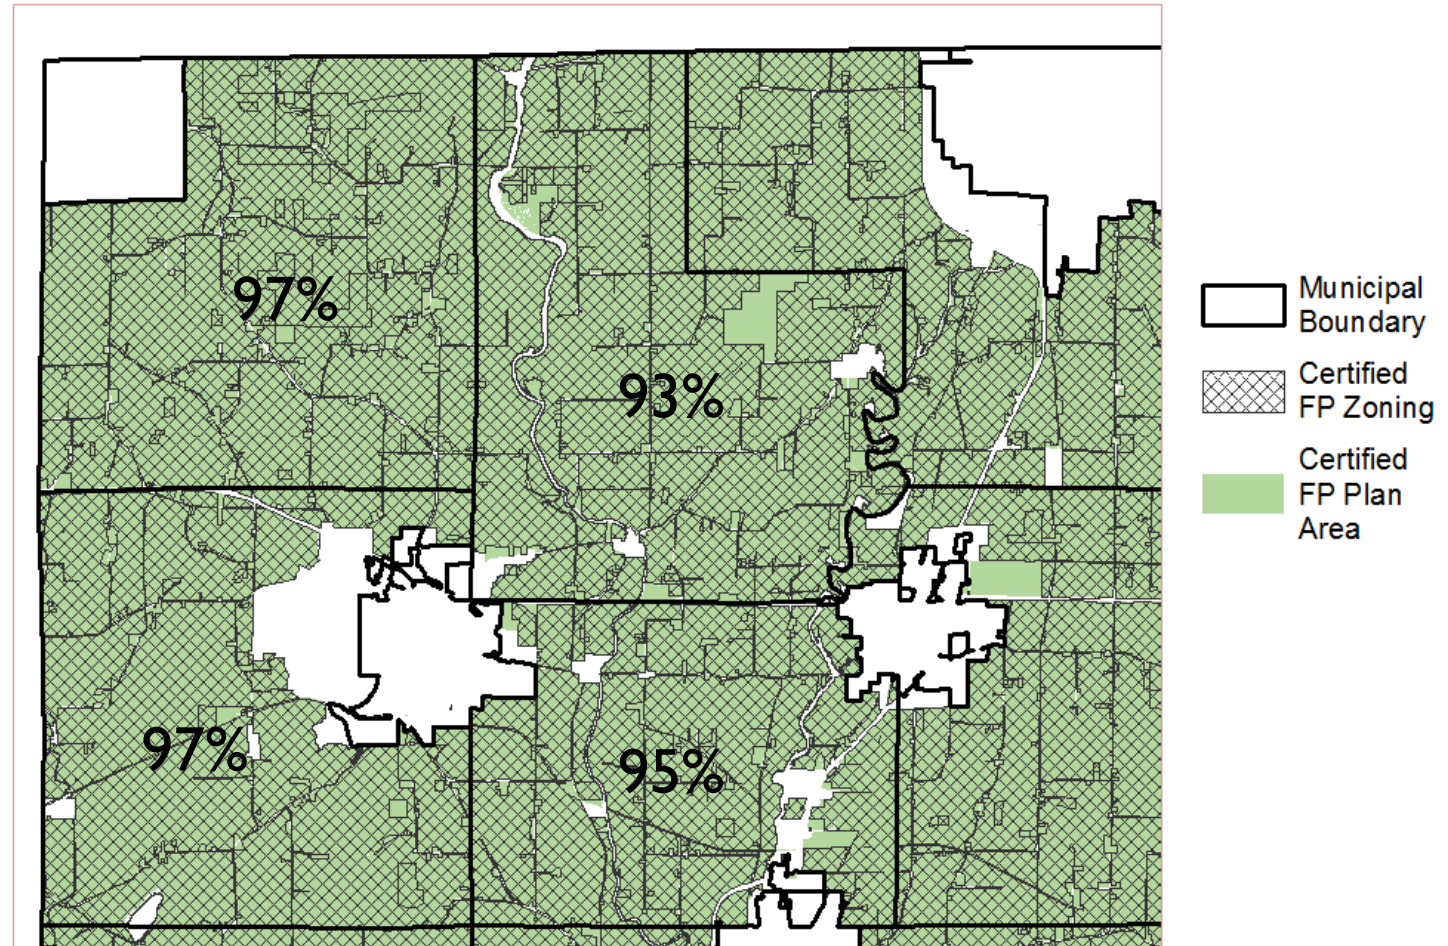 97%
93%
97%
95%
Municipal
Boundary
Certified
FP Zoning
Certified
FP Plan
Area